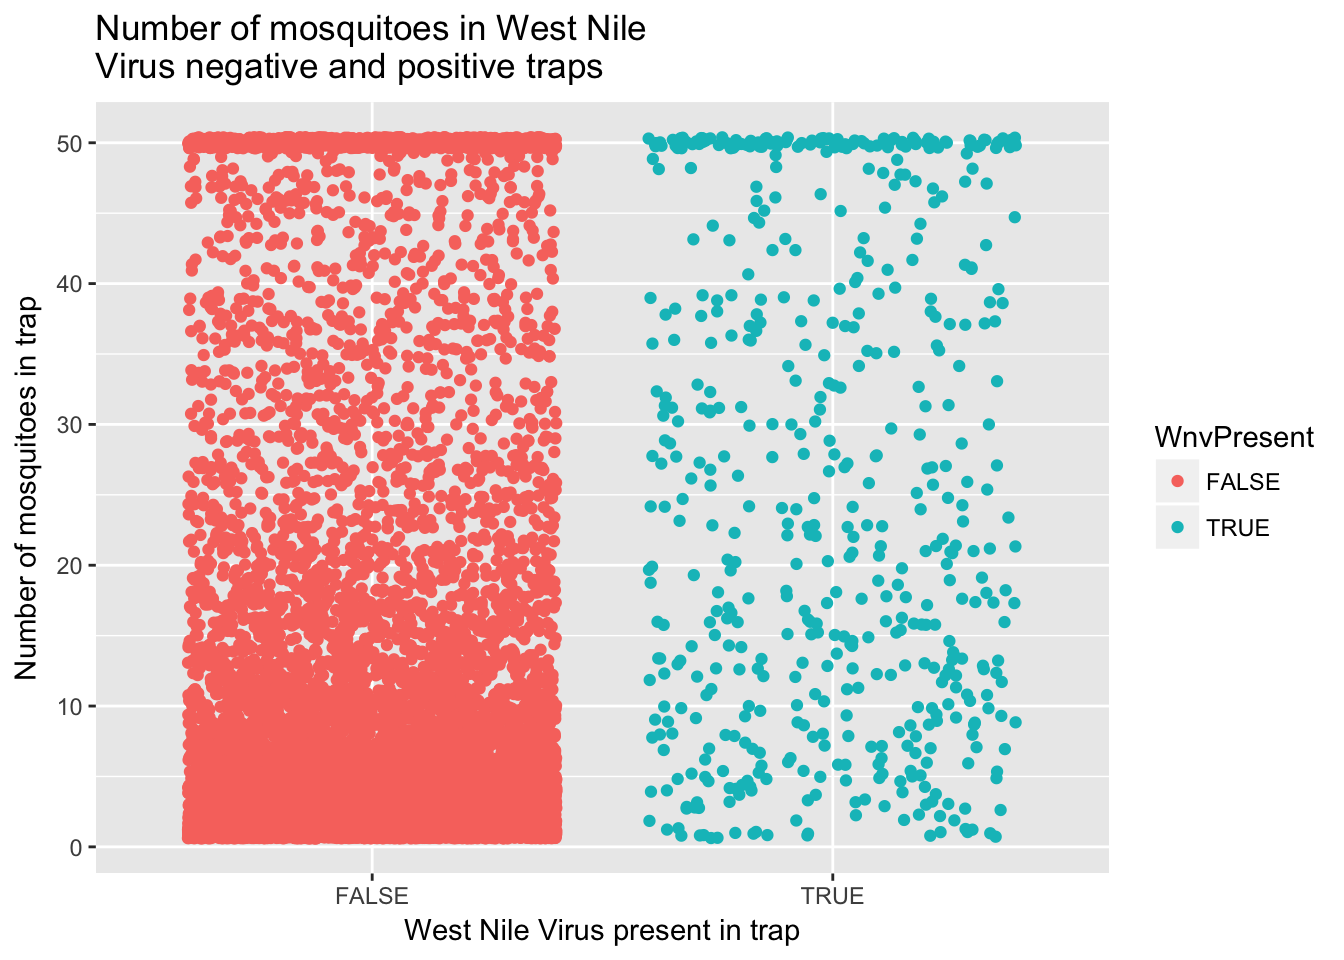 Number of mosquitoes in West Nile
Virus negative and positive traps
Number of mosquitoes in trap
50
40
30
20
10
0
FALSE
TRUE
West Nile Virus present in trap
WnvPresent
FALSE
TRUE